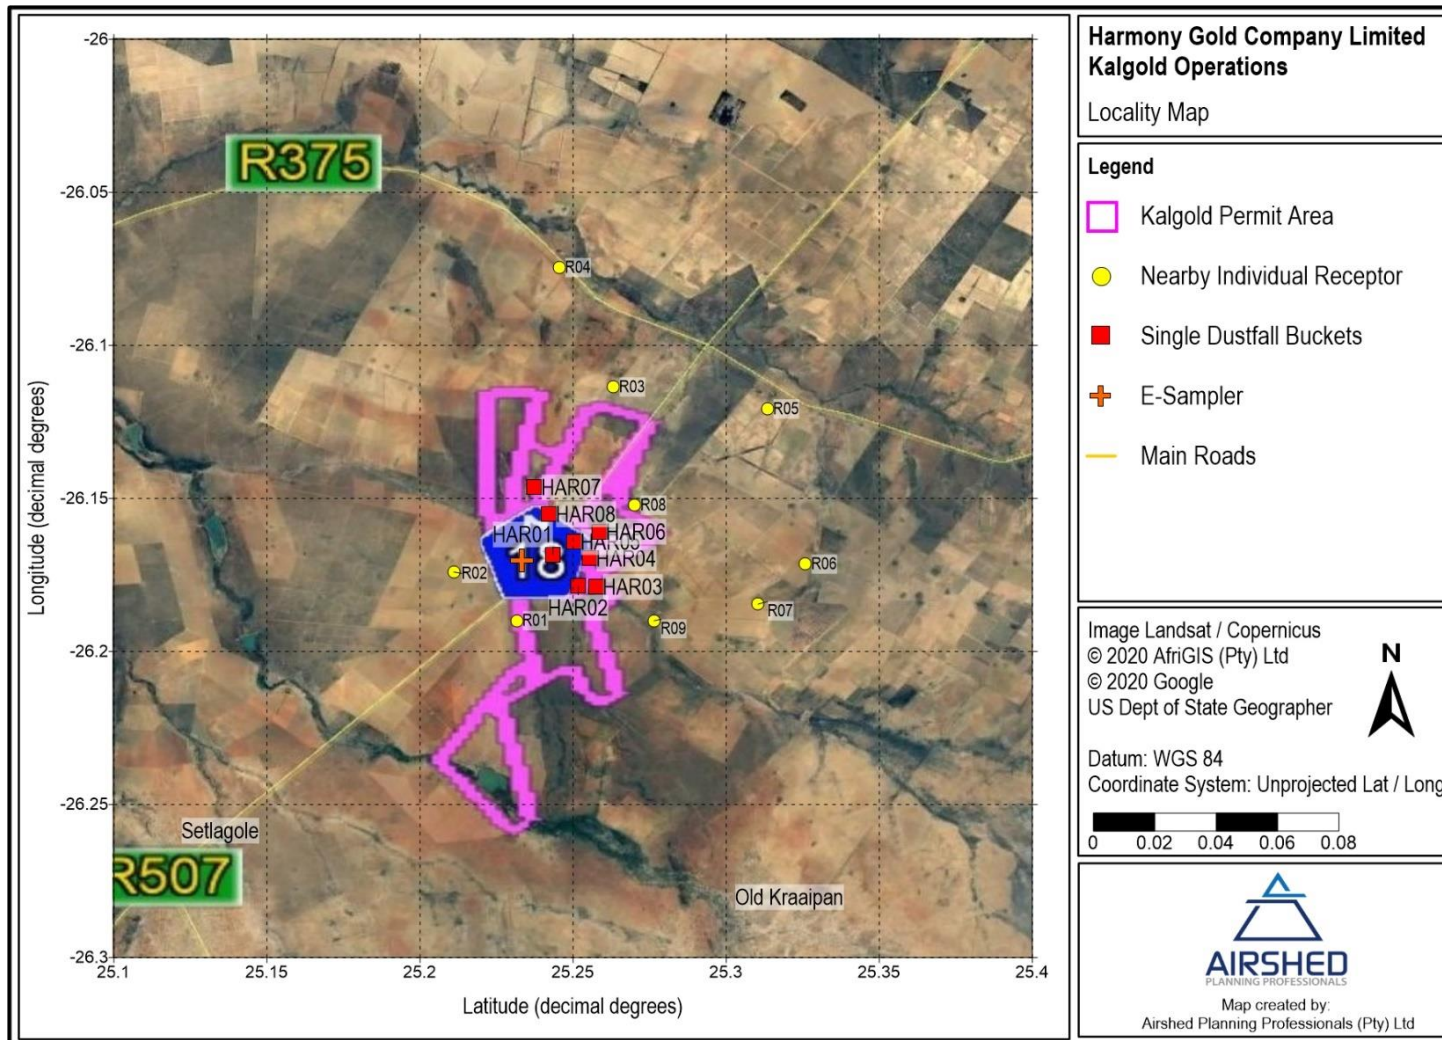 Harmony Gold Company Limited
Kalgold Operations
Locality Map
Legend
Kalgold Permit Area
Nearby Individual Receptor
Single Dustfall Buckets
E-Sampler
Main Roads
Image Landsat / Copernicus
© 2020 AfriGIS (Pty) Ltd
© 2020 Google
US Dept of State Geographer
N
Datum: WGS 84
Coordinate System: Unprojected Lat / Long
0 0.02 0.04 0.06 0.08
AIRSHED
PLANNING PROFESSIONALS
Map created by:
Airshed Planning Professionals (Pty) Ltd
-26
R375
-26.05
R04
-26.1
R03
R05
-26.15
HAR07
R08
HAR08
HAR01
HAR06
HAR05
18
HAR04
R06
R02
HAR03
HAR02
R07
R01
R09
-26.2
-26.25
Setlagole
R507
Old Kraaipan
-26.3
25.1 25.15 25.2 25.25 25.3 25.35 25.4
Latitude (decimal degrees)
Longitude (decimal degrees)